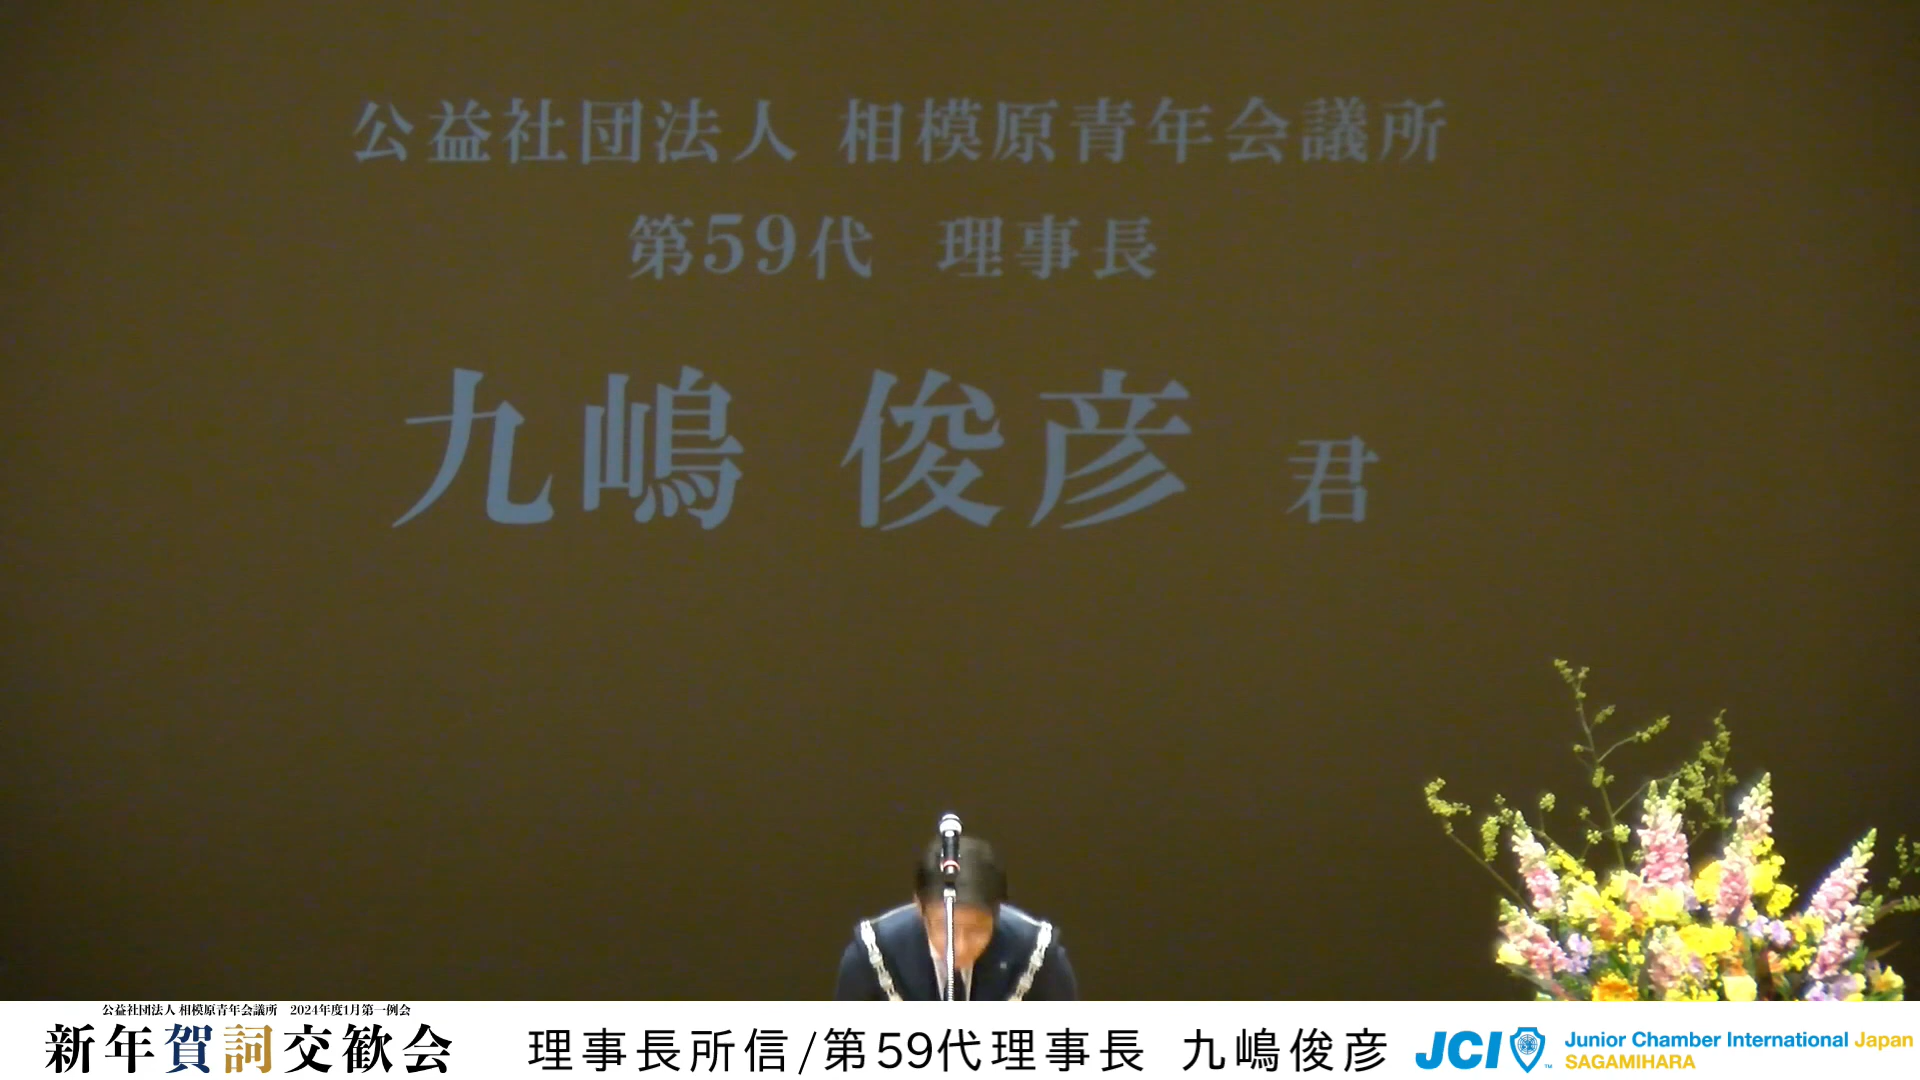 公益社団法人 相模原青年会議所
第59代 理事長
九嶋 俊彦 君
公益社団法人 相模原青年会議所 2024年度1月第一例会
新年賀詞交歓会
理事長所信/第59代理事長 九嶋俊彦
JCI
Junior Chamber International Japan
SAGAMIHARA